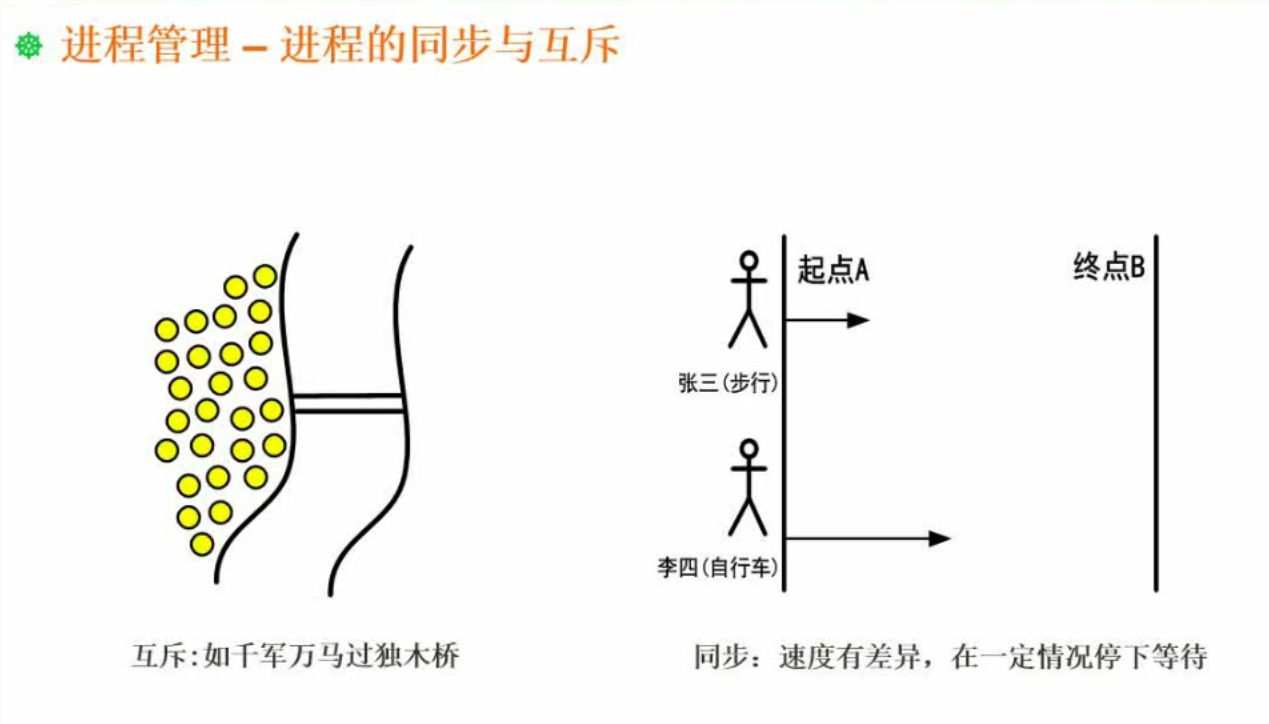 进程管理 – 进程的同步与互斥
起点A
终点B
张三(步行)
李四(自行车)
互斥:如千军万马过独木桥
同步：速度有差异，在一定情况停下等待